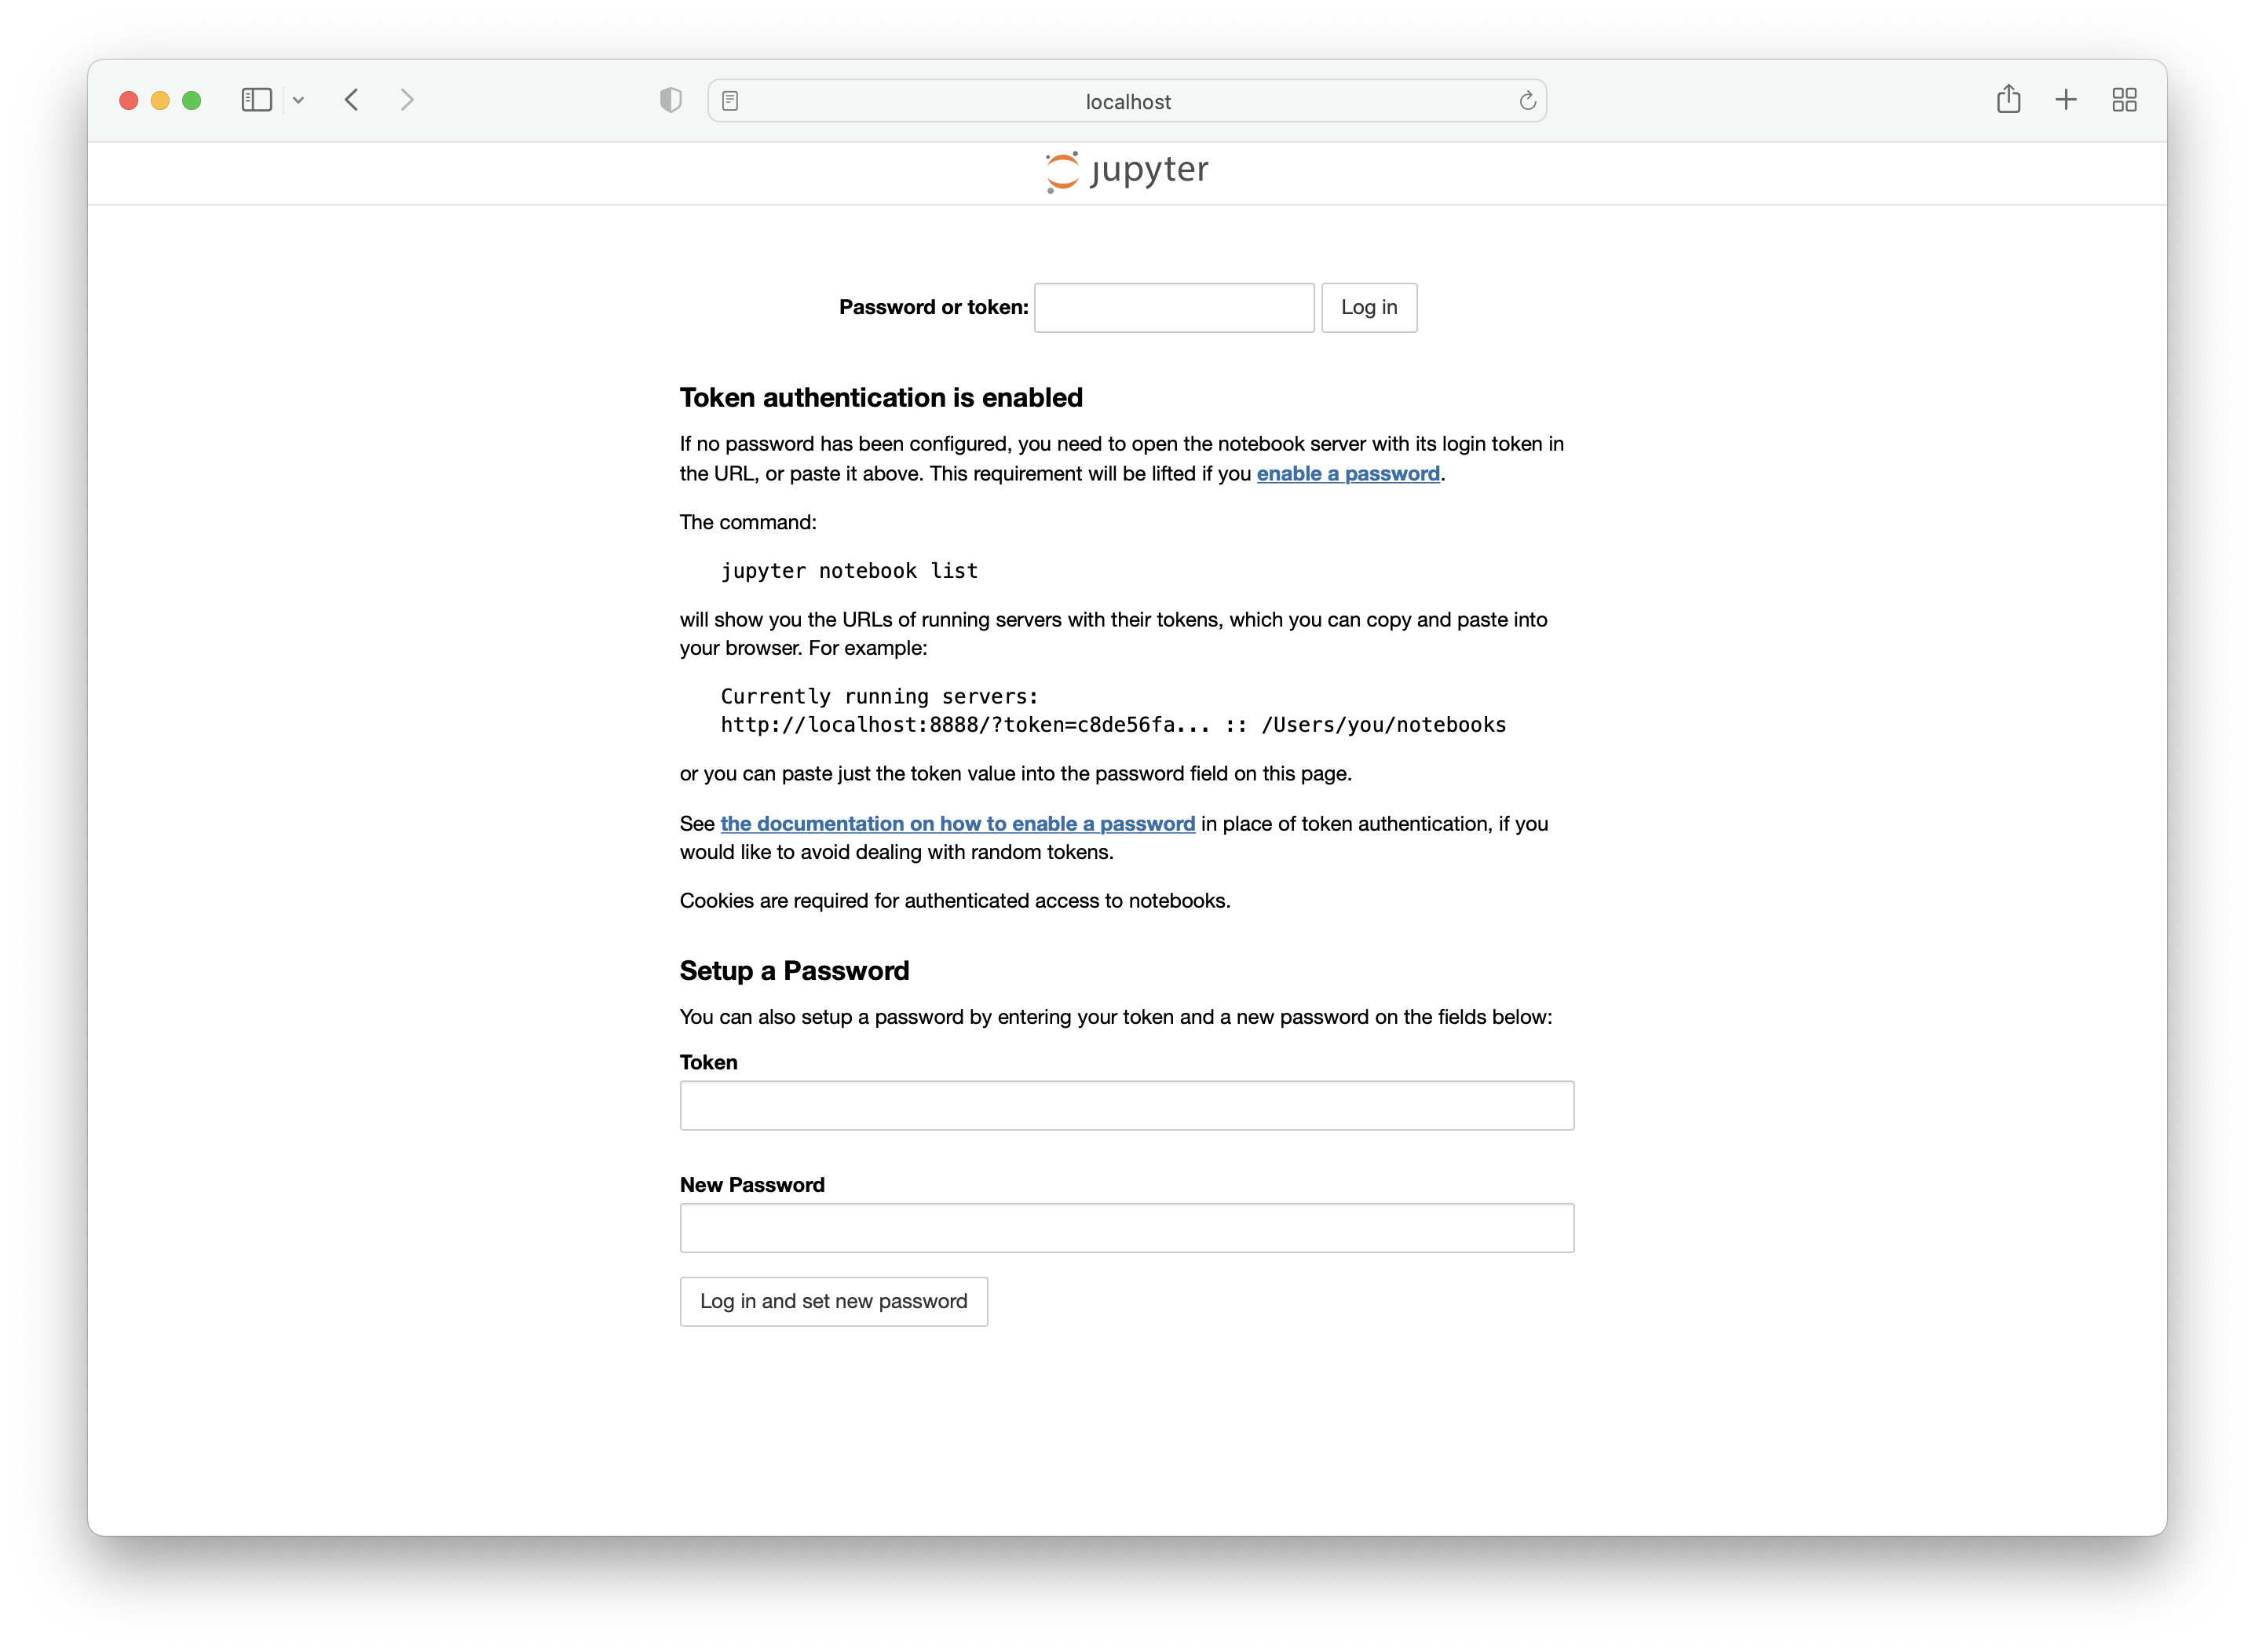 localhost
jupyter
Password or token:
Log in
Token authentication is enabled
If no password has been configured, you need to open the notebook server with its login token in
the URL, or paste it above. This requirement will be lifted if you enable a password.
The command:
jupyter notebook list
will show you the URLs of running servers with their tokens, which you can copy and paste into
your browser. For example:
Currently running servers:
http://localhost:8888/?token=c8de56fa... :: /Users/you/notebooks
or you can paste just the token value into the password field on this page.
See the documentation on how to enable a password in place of token authentication, if you
would like to avoid dealing with random tokens.
Cookies are required for authenticated access to notebooks.
Setup a Password
You can also setup a password by entering your token and a new password on the fields below:
Token
New Password
Log in and set new password